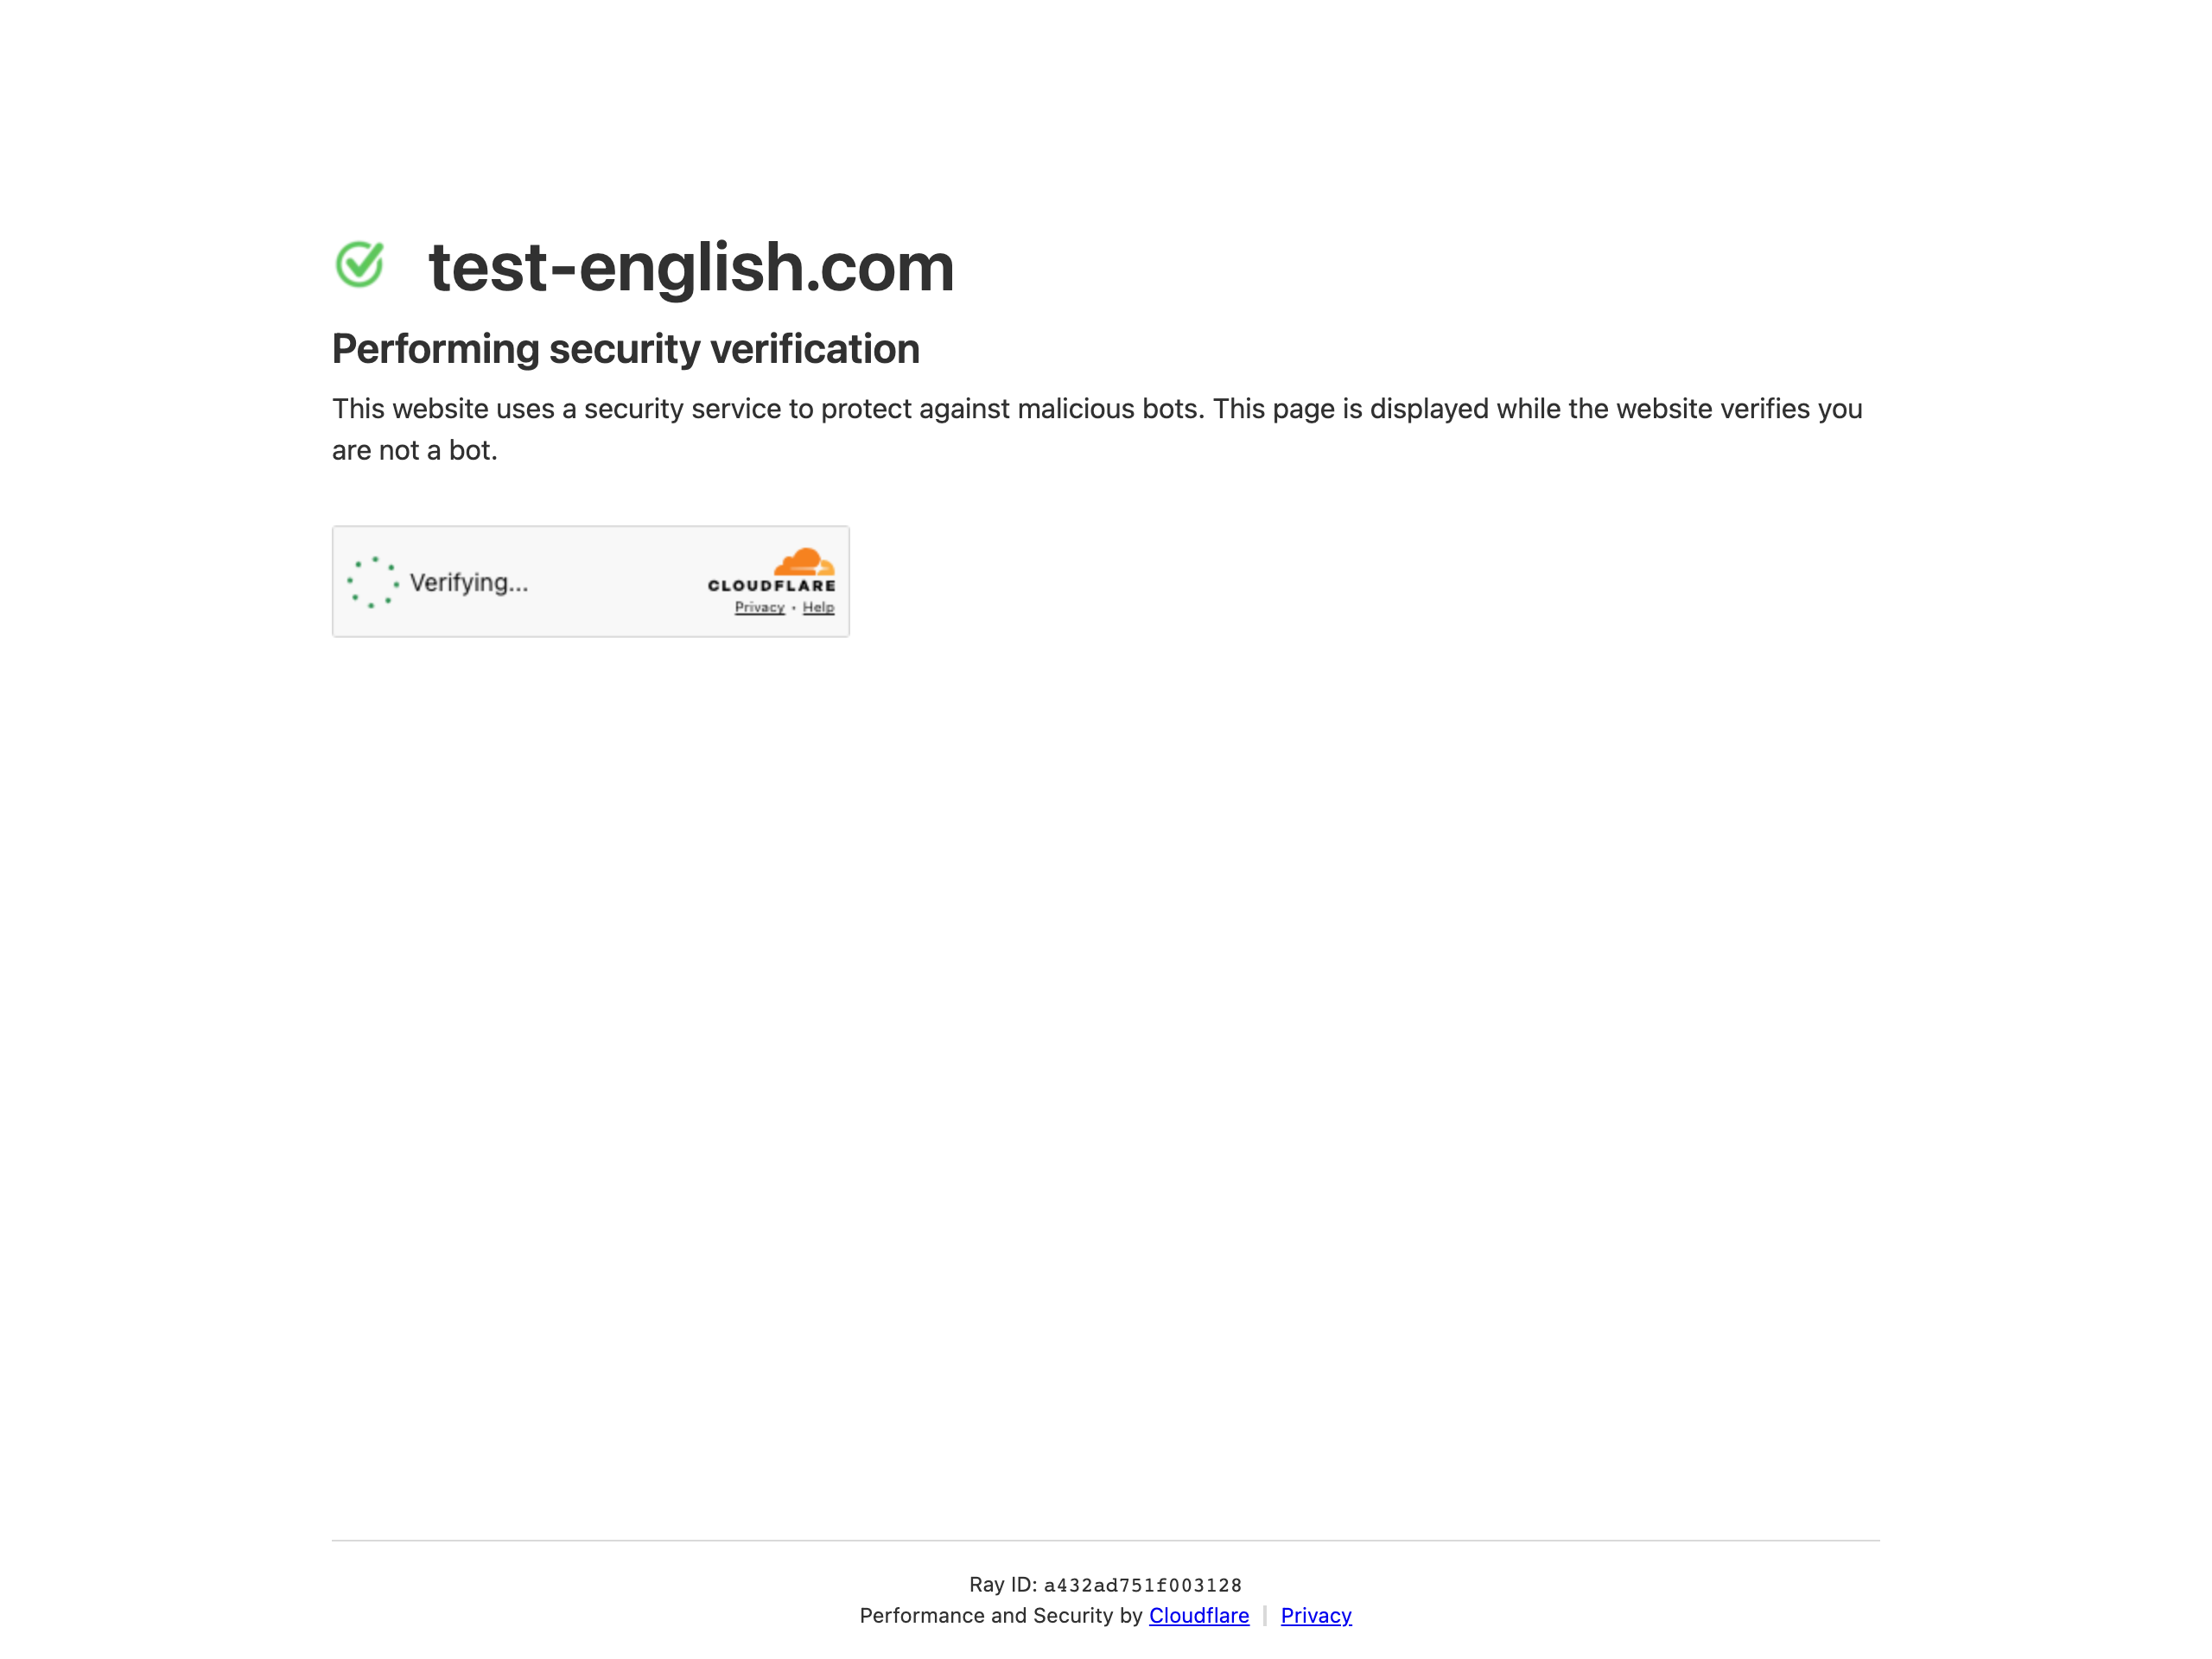 test-english.com
Performing security verification
This website uses a security service to protect against malicious bots. This page is displayed while the website verifies you
are not a bot.
Verifying...
CLOUDFLARE
Privacy • Help
Ray ID: a432ad751f003128
Performance and Security by Cloudflare | Privacy